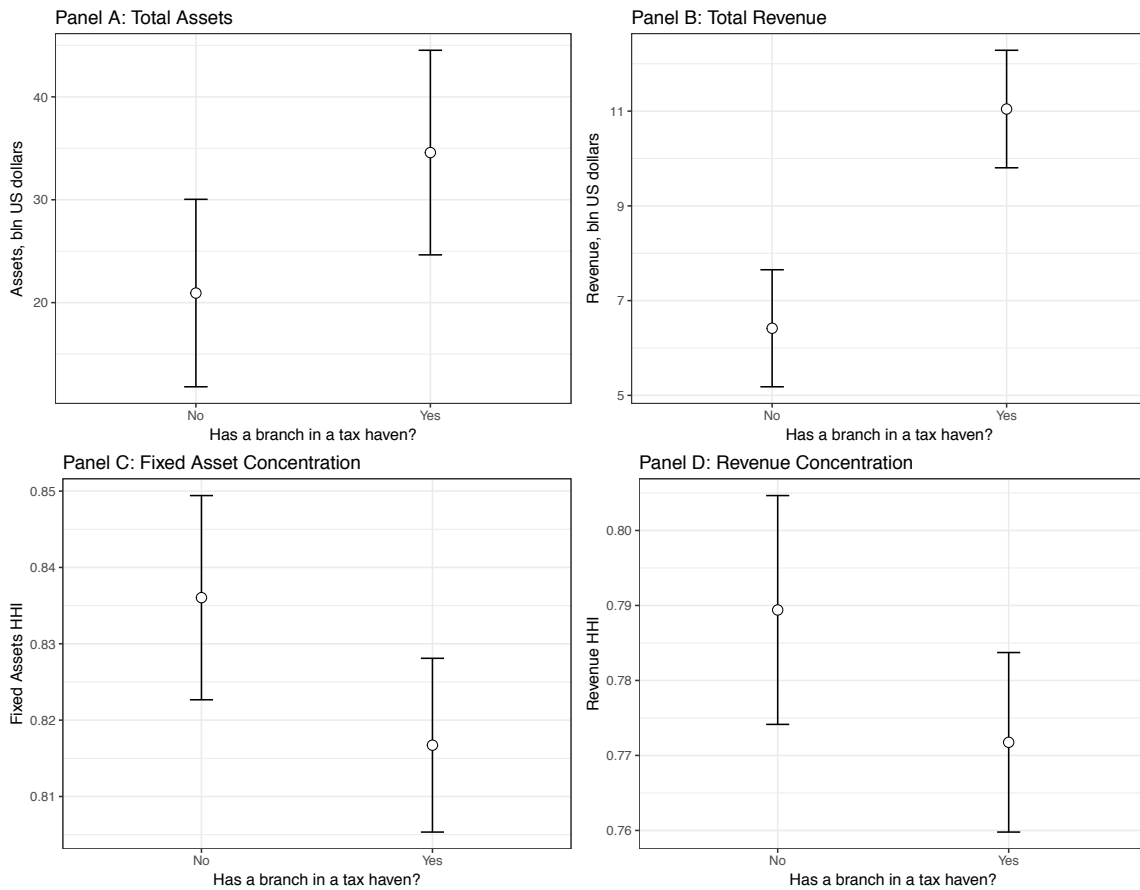 Panel A: Total Assets
Assets, bln US dollars
40
30
20
No Yes
Has a branch in a tax haven?
Panel B: Total Revenue
Revenue, bln US dollars
11
9
7
5
No Yes
Has a branch in a tax haven?
Panel C: Fixed Asset Concentration
Fixed Assets HHI
0.85
0.84
0.83
0.82
0.81
No Yes
Has a branch in a tax haven?
Panel D: Revenue Concentration
Revenue HHI
0.80
0.79
0.78
0.77
0.76
No Yes
Has a branch in a tax haven?